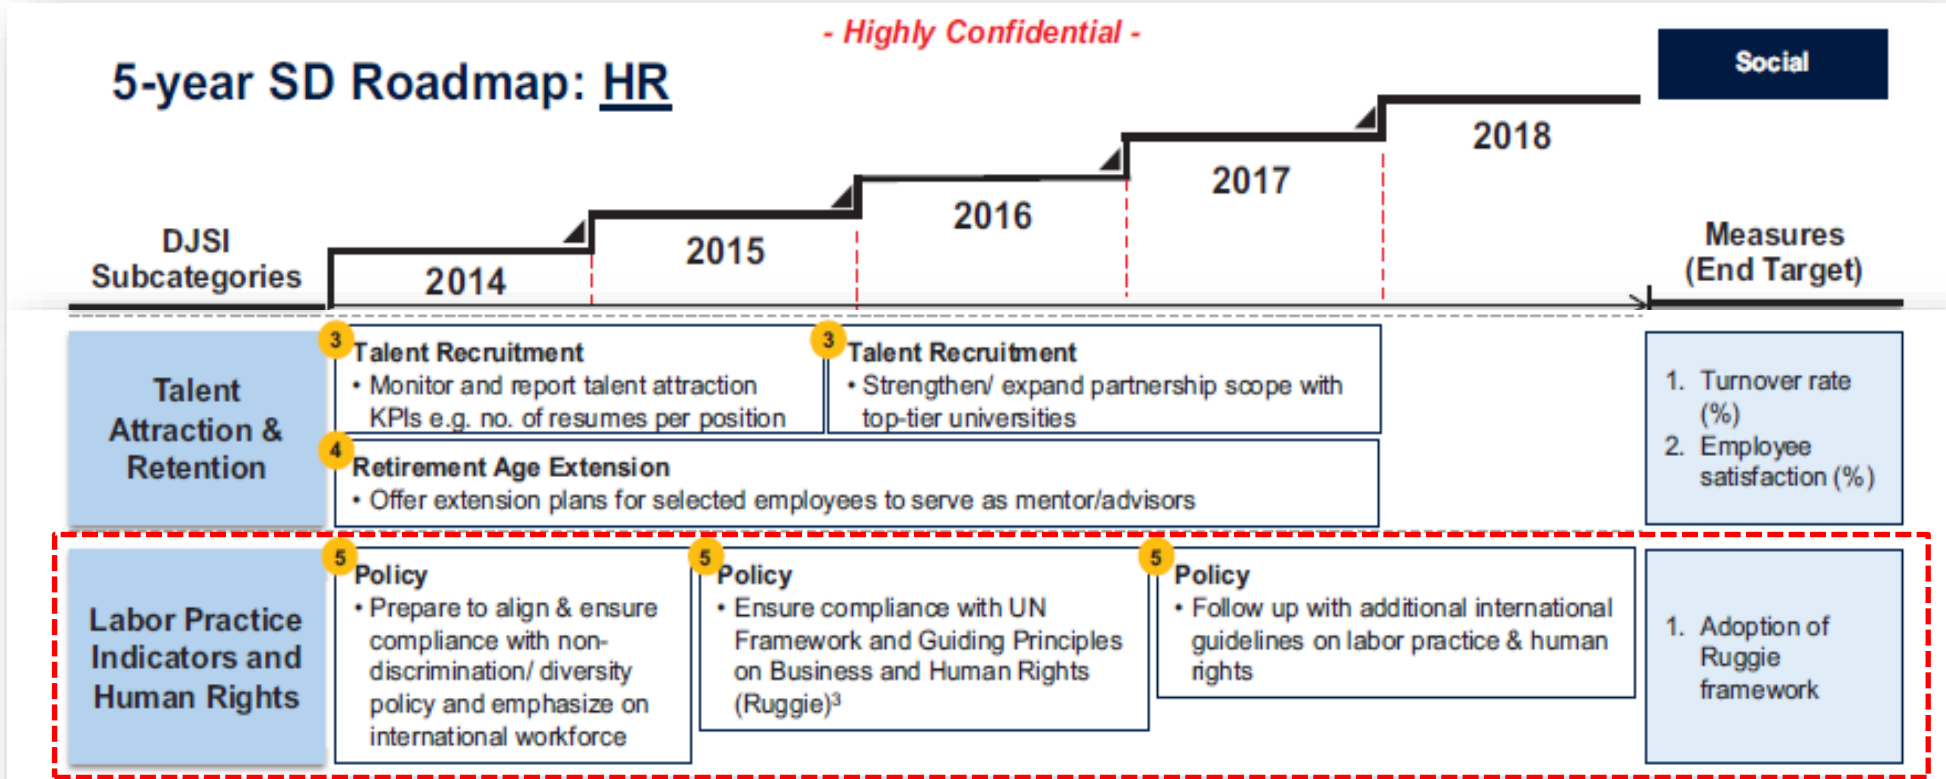 - Highly Confidential -
5-year SD Roadmap: HR
Social
DJSI
Subcategories
2014
2015
2016
2017
2018
Measures
(End Target)
Talent
Attraction &
Retention
3
Talent Recruitment
• Monitor and report talent attraction
KPIs e.g. no. of resumes per position
3
Talent Recruitment
• Strengthen/ expand partnership scope with
top-tier universities
4
Retirement Age Extension
• Offer extension plans for selected employees to serve as mentor/advisors
1. Turnover rate
(%)
2. Employee
satisfaction (%)
Labor Practice
Indicators and
Human Rights
5
Policy
• Prepare to align & ensure
compliance with non-
discrimination/ diversity
policy and emphasize on
international workforce
5
Policy
• Ensure compliance with UN
Framework and Guiding Principles
on Business and Human Rights
(Ruggie)³
5
Policy
• Follow up with additional international
guidelines on labor practice & human
rights
1. Adoption of
Ruggie
framework